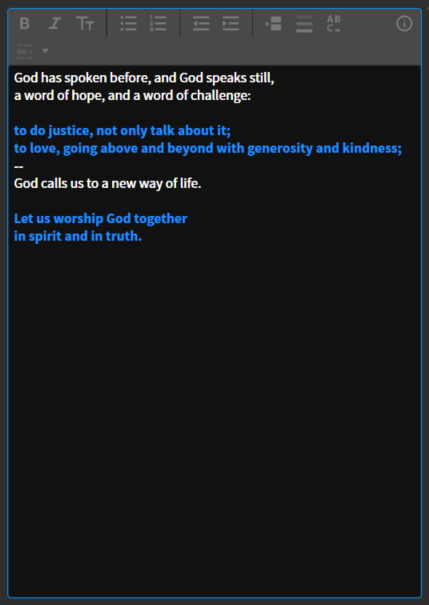 B I TT
AB
C
God has spoken before, and God speaks still,
a word of hope, and a word of challenge:
to do justice, not only talk about it;
to love, going above and beyond with generosity and kindness;
--
God calls us to a new way of life.
Let us worship God together
in spirit and in truth.